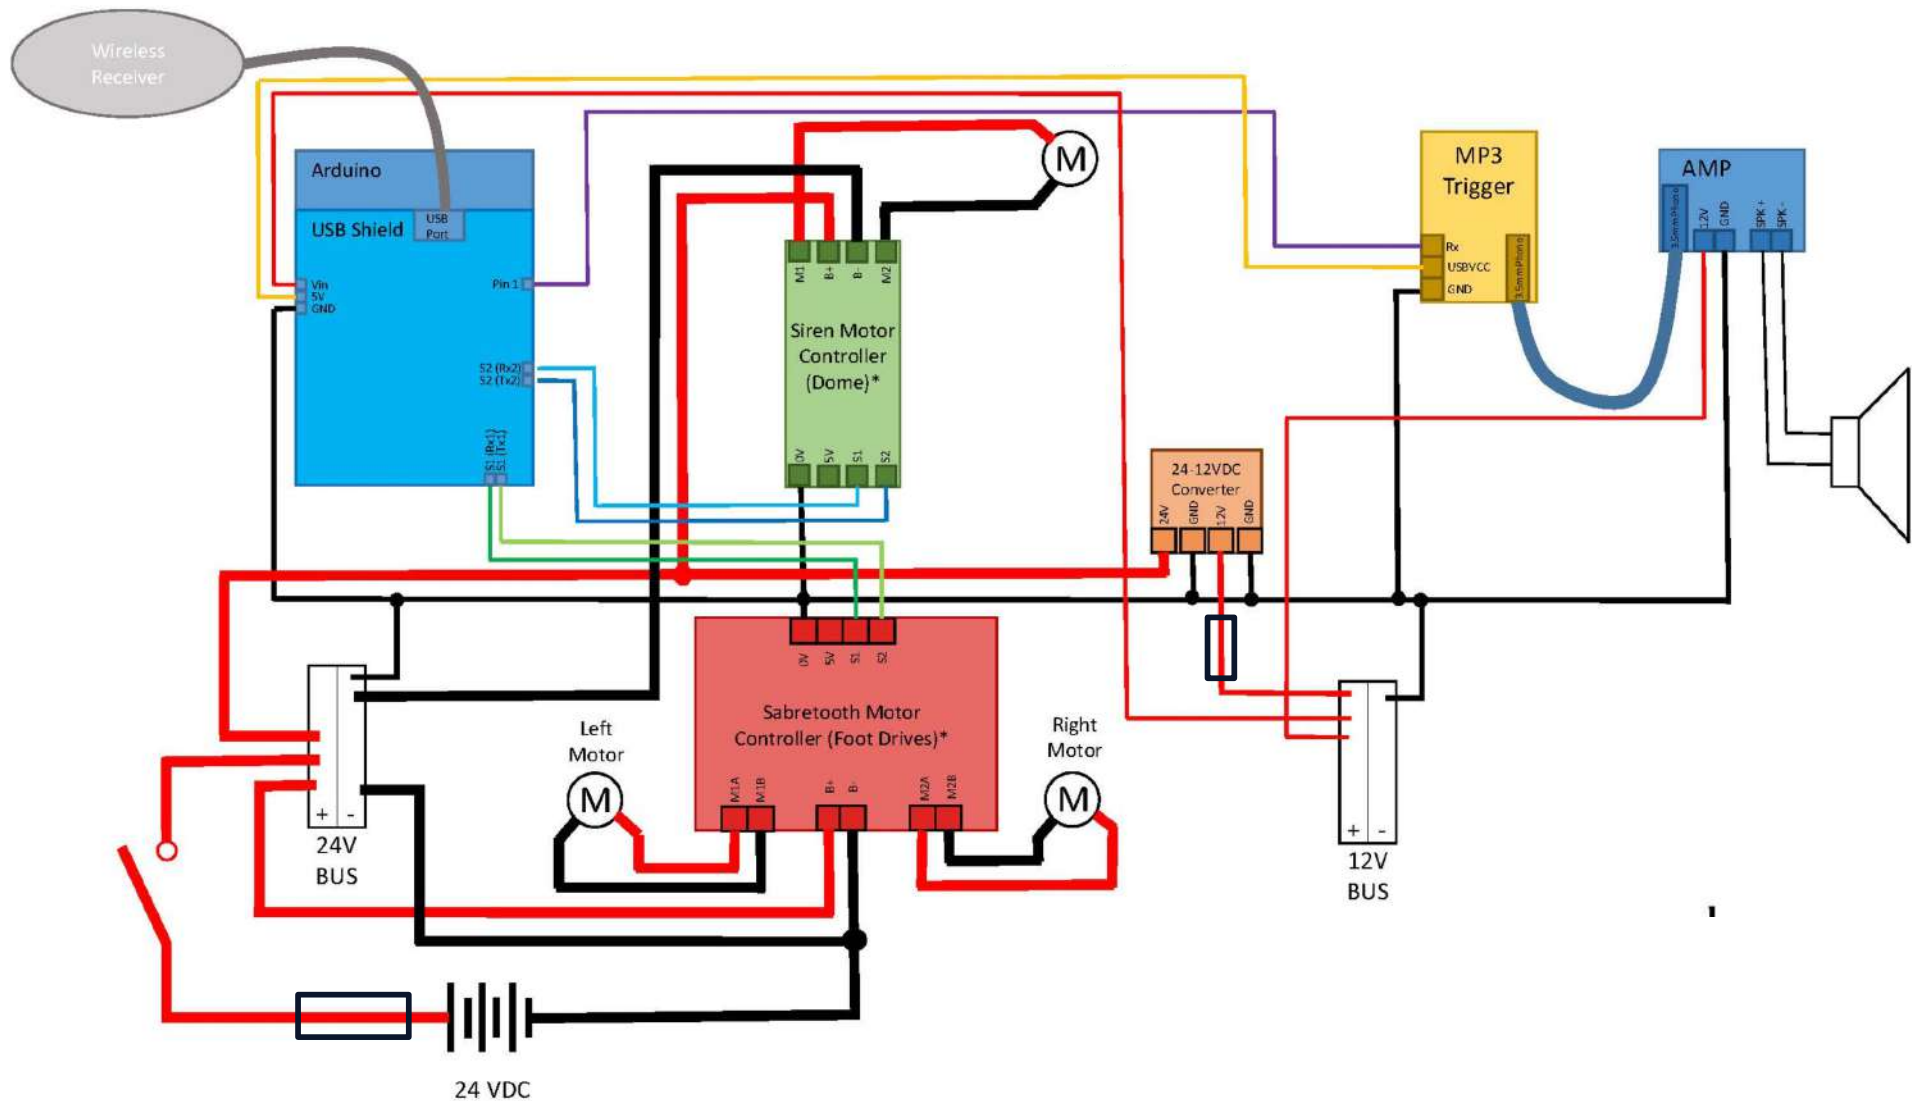 Wireless
Receiver
Arduino
USB Shield
USB
Port
Vin
5V
GND
Pin 1
S2 (Rx2)
S2 (Tx2)
S1 (Rx1)
S1 (Tx1)
M
M1
B+
B-
M2
Siren Motor
Controller
(Dome)*
0V
5V
S1
S2
MP3
Trigger
Rx
USBVCC
GND
3.5mmPhono
AMP
3.5mmPhono
12V
GND
SPK +
SPK -
24-12VDC
Converter
24V
GND
12V
GND
0V
5V
S1
S2
Sabretooth Motor
Controller (Foot Drives)*
M1A
M1B
B+
B-
M2A
M2B
Left
Motor
M
Right
Motor
M
+ -
24V
BUS
+ -
12V
BUS
24 VDC